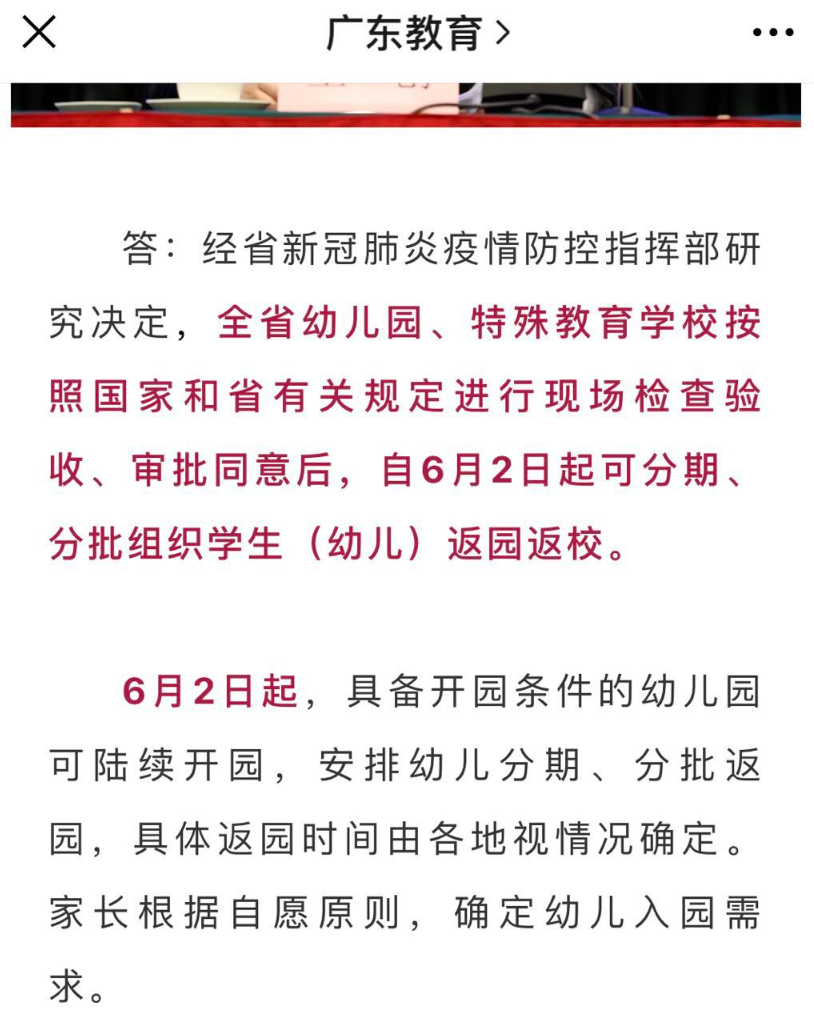 广东教育
答：经省新冠肺炎疫情防控指挥部研
究决定，全省幼儿园、特殊教育学校按
照国家和省有关规定进行现场检查验
收、审批同意后，自6月2日起可分期、
分批组织学生（幼儿）返园返校。
6月2日起，具备开园条件的幼儿园
可陆续开园，安排幼儿分期、分批返
园，具体返园时间由各地视情况确定。
家长根据自愿原则，确定幼儿入园需
求。